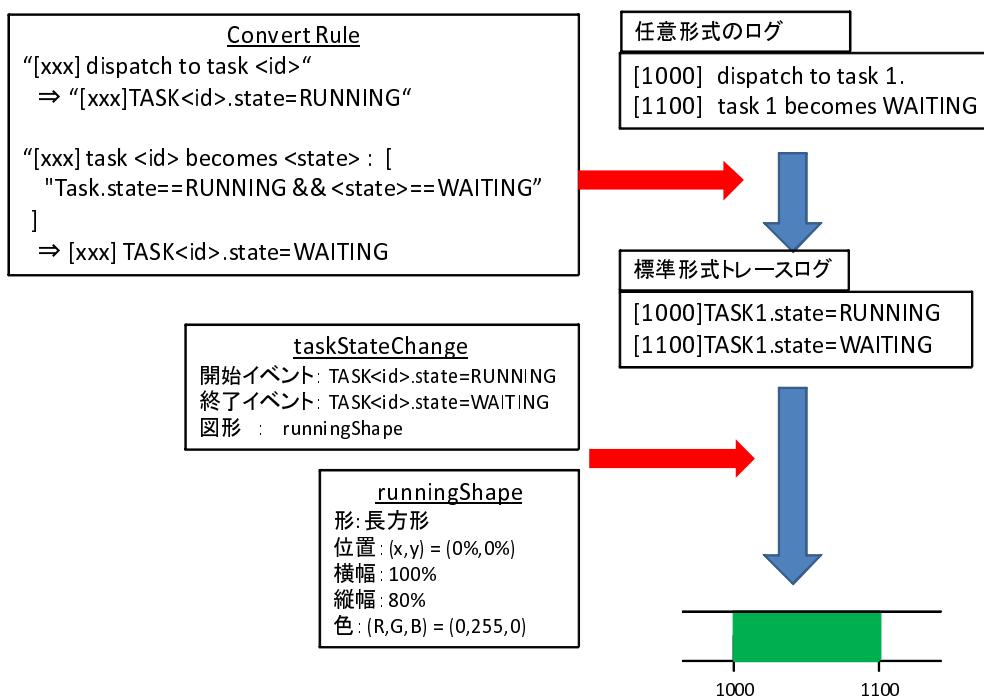 Convert Rule
“[xxx] dispatch to task <id>“
⇒ “[xxx]TASK<id>.state=RUNNING“
“[xxx] task <id> becomes <state> : [
"Task.state==RUNNING && <state>==WAITING”
]
⇒ [xxx] TASK<id>.state=WAITING
任意形式のログ
[1000] dispatch to task 1.
[1100] task 1 becomes WAITING
標準形式トレースログ
[1000]TASK1.state=RUNNING
[1100]TASK1.state=WAITING
taskStateChange
開始イベント: TASK<id>.state=RUNNING
終了イベント: TASK<id>.state=WAITING
図形 : runningShape
runningShape
形: 長方形
位置: (x,y) = (0%,0%)
横幅: 100%
縦幅: 80%
色: (R,G,B) = (0,255,0)
1000
1100